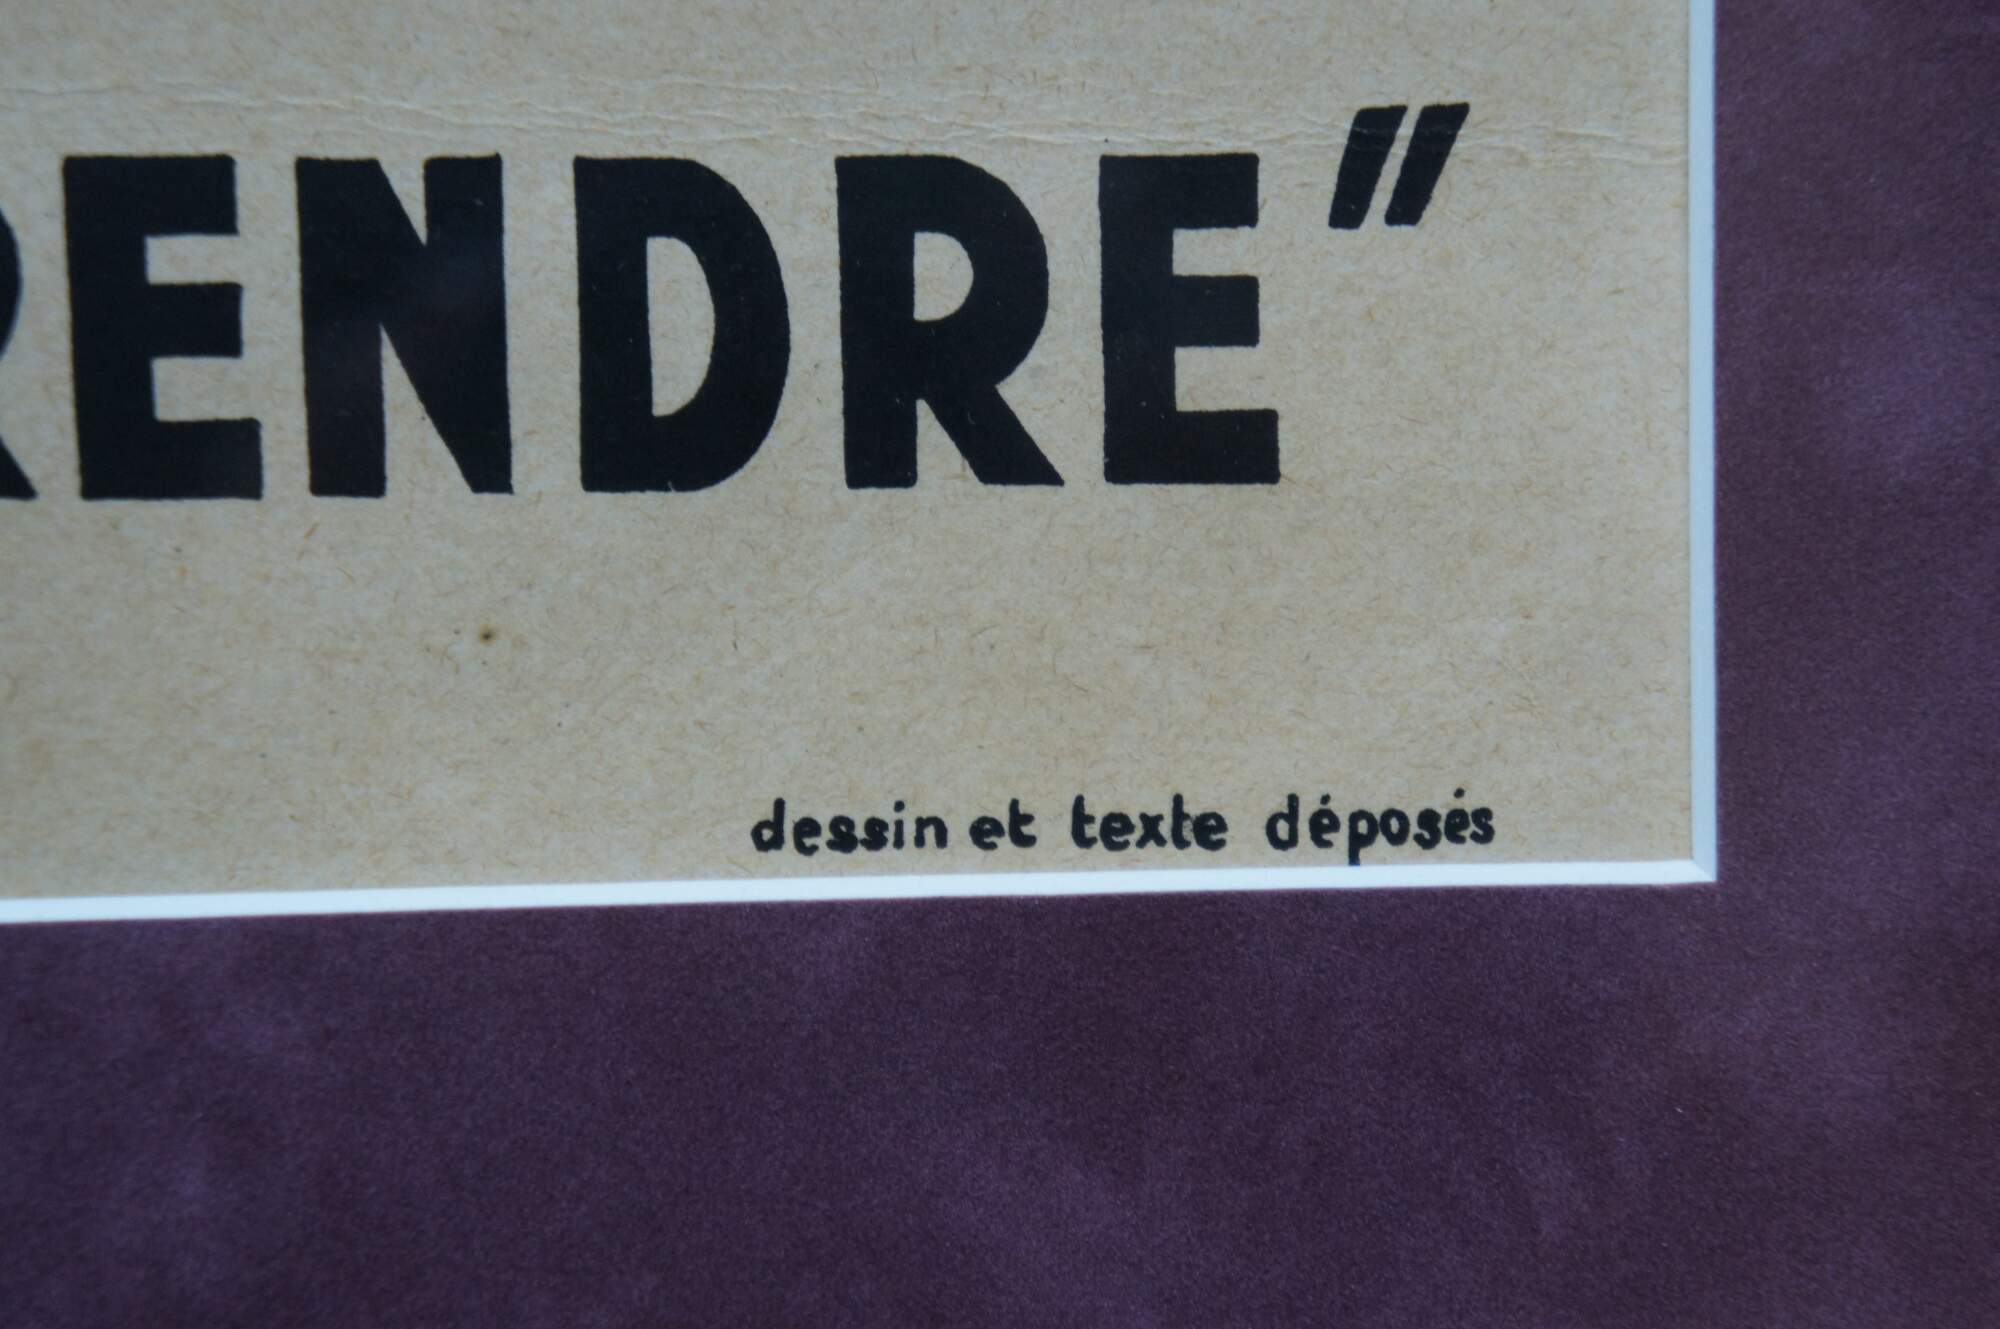 RENDRE"
dessin et texte déposés